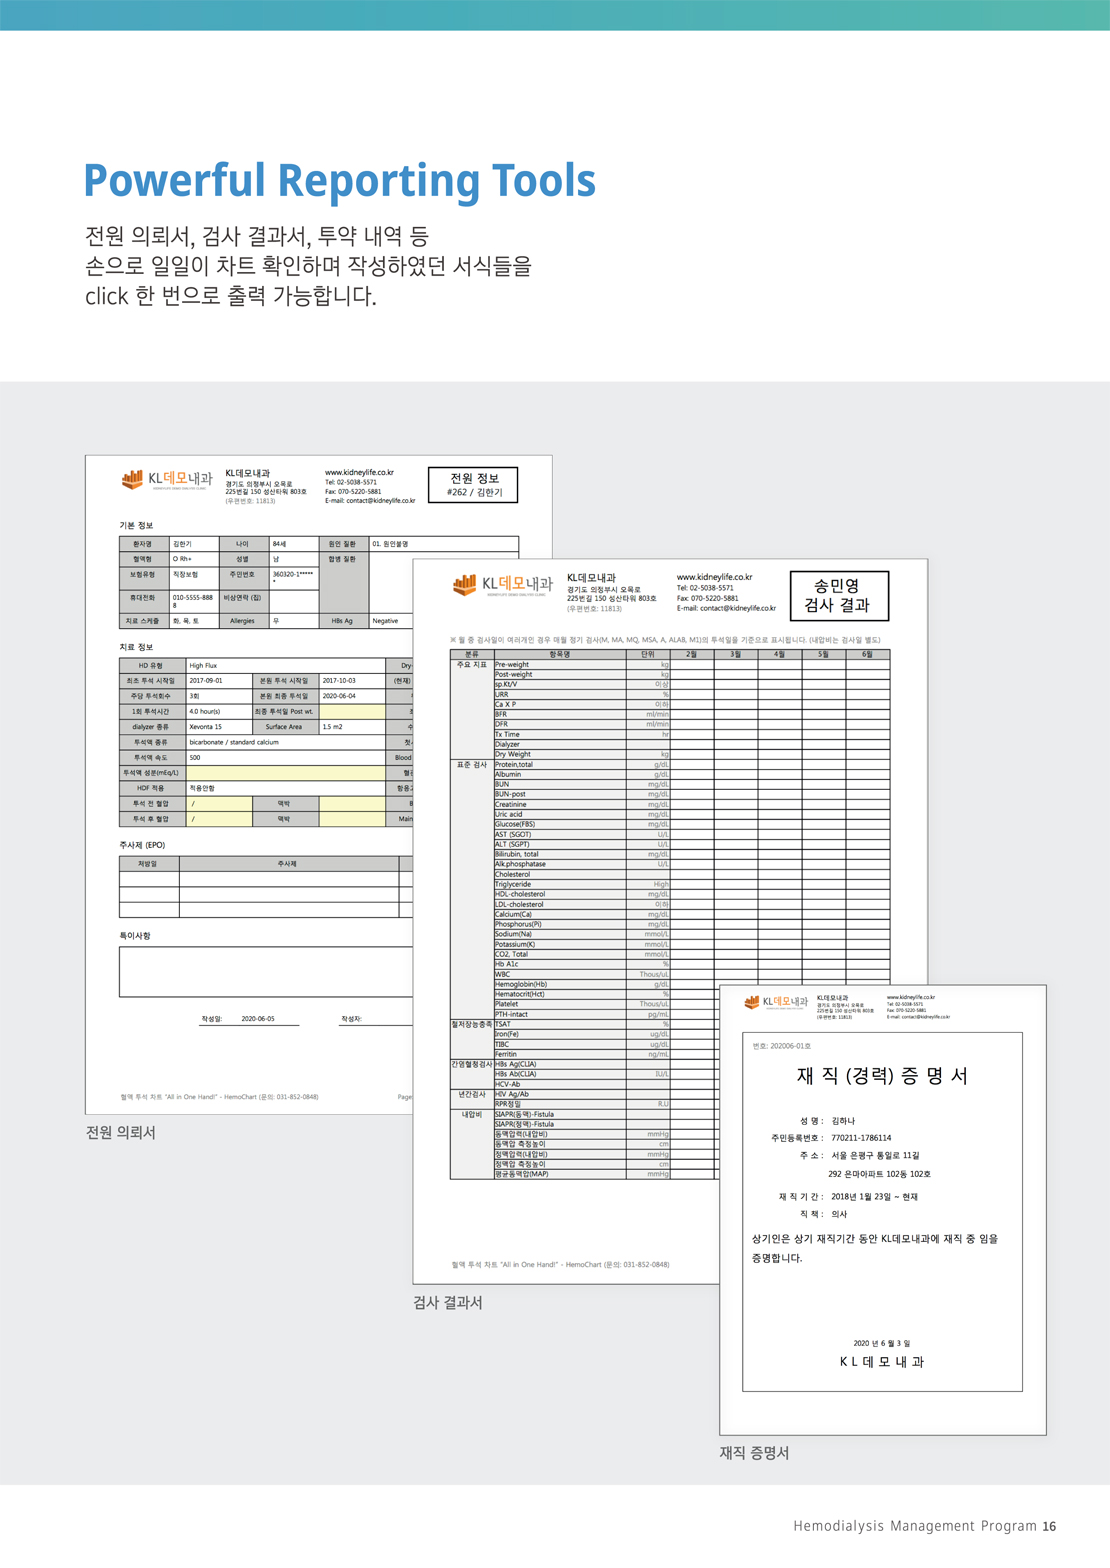 Powerful Reporting Tools
전원 의뢰서, 검사 결과서, 투약 내역 등
손으로 일일이 차트 확인하며 작성하였던 서식들을
click 한 번으로 출력 가능합니다.
KL데모내과
KL데모내과
경기도 의정부시 오목로
225번길 150 성산타워 803호
(우편번호: 11813)
www.kidneylife.co.kr
Tel: 02-5038-5571
Fax: 070-5220-5881
E-mail: contact@kidneylife.co.kr
전원 정보
#262 / 김한기
기본 정보
환자명 김한기 나이 84세 원인 질환 01. 원인불명
혈액형 O Rh+ 성별 남 합병 질환
보험유형 직장보험 주민번호 360320-1*****
*
휴대전화 010-5555-888 비상연락 (집)
8
치료 스케쥴 화, 목, 토 Allergies 무 HBs Ag Negative
치료 정보
HD 유형 High Flux Dry-
최초 투석 시작일 2017-09-01 본원 투석 시작일 2017-10-03 (현재)
주당 투석회수 3회 본원 최종 투석일 2020-06-04
1회 투석시간 4.0 hour(s) 최종 투석일 Post wt.
dialyzer 종류 Xevonta 15 Surface Area 1.5 m2
투석액 종류 bicarbonate / standard calcium
투석액 속도 500 Blood
투석액 성분(mEq/L)
HDF 적용 적용안함
투석 전 혈압 / 맥박
투석 후 혈압 / 맥박 Main
주사제 (EPO)
처방일 주사제
특이사항
작성일: 2020-06-05 작성자:
혈액 투석 차트 "All in One Hand!" - HemoChart (문의: 031-852-0848) Page
전원 의뢰서
KL데모내과
KL데모내과
경기도 의정부시 오목로
225번길 150 성산타워 803호
(우편번호: 11813)
www.kidneylife.co.kr
Tel: 02-5038-5571
Fax: 070-5220-5881
E-mail: contact@kidneylife.co.kr
송민영
검사 결과
※ 월 중 검사일이 여러개인 경우 매월 정기 검사(M, MA, MQ, MSA, A, ALAB, M1)의 투석일을 기준으로 표시됩니다. (내압비는 검사일 별도)
분류 항목명 단위 2월 3월 4월 5월 6월
주요 지표 Pre-weight kg
Post-weight kg
sp.Kt/V 이상
URR %
Ca X P 이하
BFR ml/min
DFR ml/min
Tx Time hr
Dialyzer
Dry Weight kg
표준 검사 Protein,total g/dL
Albumin g/dL
BUN mg/dL
BUN-post mg/dL
Creatinine mg/dL
Uric acid mg/dL
Glucose(FBS) mg/dL
AST (SGOT) U/L
ALT (SGPT) U/L
Bilirubin, total mg/dL
Alk.phosphatase U/L
Cholesterol
Triglyceride High
HDL-cholesterol mg/dL
LDL-cholesterol 이하
Calcium(Ca) mg/dL
Phosphorus(Pi) mg/dL
Sodium(Na) mmol/L
Potassium(K) mmol/L
CO2, Total mmol/L
Hb A1c %
WBC Thous/uL
Hemoglobin(Hb) g/dL
Hematocrit(Hct) %
Platelet Thous/uL
PTH-intact pg/mL
철저장능충족 TSAT %
Iron(Fe) ug/dL
TIBC ug/dL
Ferritin ng/mL
간염혈청검사 HBs Ag(CLIA)
HBs Ab(CLIA) IU/L
HCV-Ab
년간검사 HIV Ag/Ab
RPR정밀 R.U
내압비 SIAPR(동맥)-Fistula
SIAPR(정맥)-Fistula
동맥압력(내압비) mmHg
동맥압 측정높이 cm
정맥압력(내압비) mmHg
정맥압 측정높이 cm
평균동맥압(MAP) mmHg
혈액 투석 차트 "All in One Hand!" - HemoChart (문의: 031-852-0848)
검사 결과서
KL데모내과
KL데모내과
경기도 의정부시 오목로
225번길 150 성산타워 803호
(우편번호: 11813)
www.kidneylife.co.kr
Tel: 02-5038-5571
Fax: 070-5220-5881
E-mail: contact@kidneylife.co.kr
번호: 202006-01호
재 직 (경력) 증 명 서
성 명 : 김하나
주민등록번호 : 770211-1786114
주 소 : 서울 은평구 통일로 11길
292 은마아파트 102동 102호
재 직 기 간 : 2018년 1월 23일 ~ 현재
직 책 : 의사
상기인은 상기 재직기간 동안 KL데모내과에 재직 중 임을
증명합니다.
2020 년 6 월 3 일
K L 데 모 내 과
재직 증명서
Hemodialysis Management Program 16